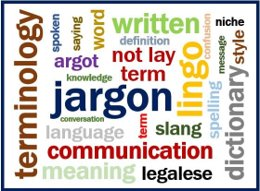 terminology
spoken
saying
word
written
definition
argot
not lay
term
knowledge
jargon
lingo
confusion
message
niche
style
dictionary
spelling
conversation
language
term
slang
communication
meaning
legalese